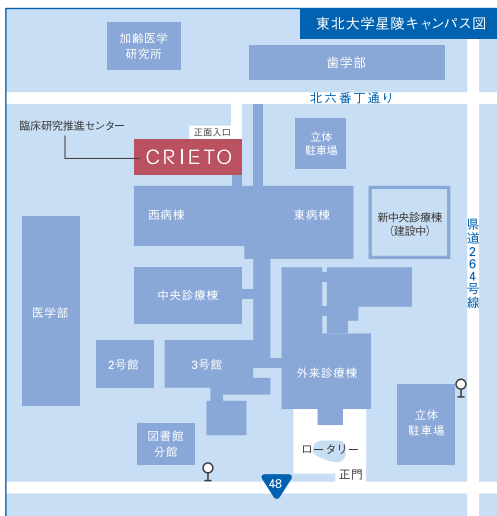 東北大学星陵キャンパス図
加齢医学
研究所
歯学部
北六番丁通り
臨床研究推進センター
正面入口
立体
駐車場
CRIETO
西病棟
東病棟
新中央診療棟
(建設中)
県道264号線
中央診療棟
医学部
2号館
3号館
外来診療棟
立体
駐車場
図書館
分館
ロータリー
正門
48